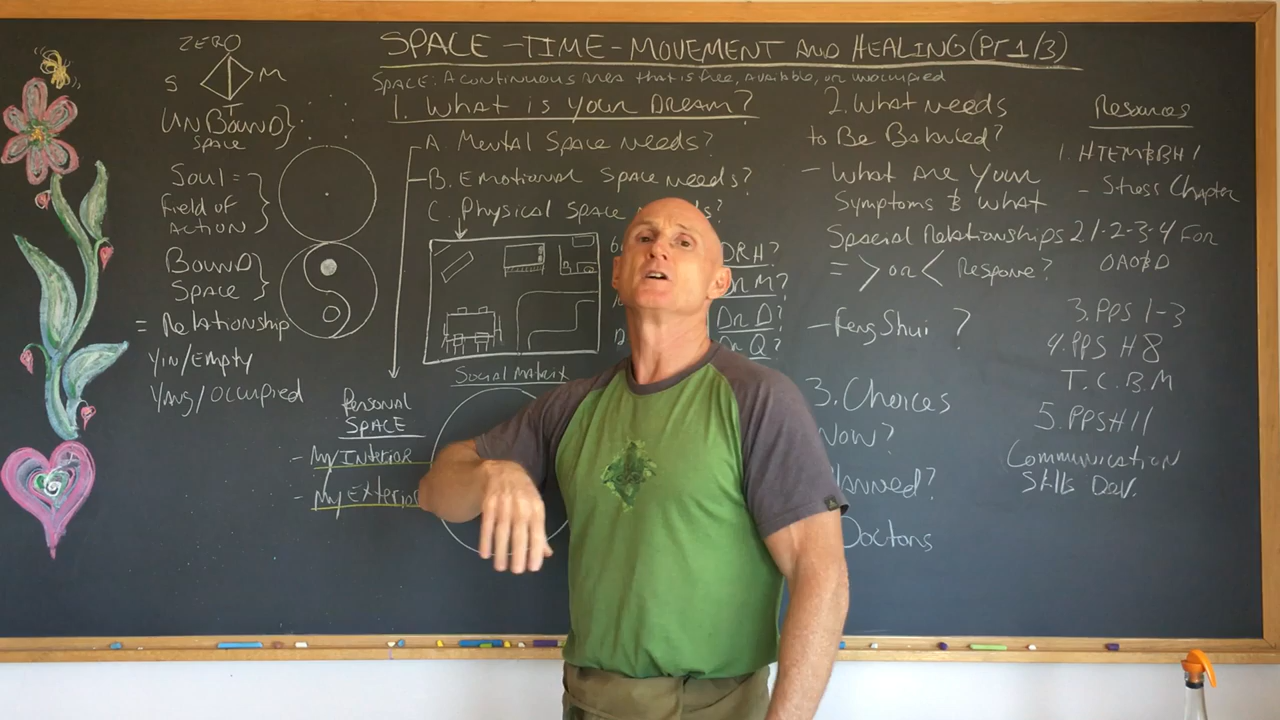 ZERO
S
M
T
UNBOUND
SPACE
SOUL =
FIELD OF
ACTION
BOUND
SPACE
= Relationship
YIN/EMPTY
YANG/OCCUPIED
SPACE-TIME-MOVEMENT AND HEALING (PT 1/3)
SPACE: A continuous area that is free, available, or unoccupied
1. What is Your Dream?
A. Mental Space needs?
B. Emotional Space needs?
C. Physical Space
?
DR H?
DR M?
DR D?
DR Q?
Social Matrix
Personal
SPACE
- My INTERIOR
- My EXTERIOR
2. What needs
to Be Balanced?
- What Are Your
Symptoms & What
Spacial Relationships
= > or < Response?
- Feng Shui ?
3. Choices
Now?
Doctors
Resources
1. HTEM&BH!
- Stress Chapter
2. 1-2-3-4 For
OAO&D
3. PPS 1-3
4. PPS H8
T.C.B.M
5. PPS H11
Communication
Skills Dev.